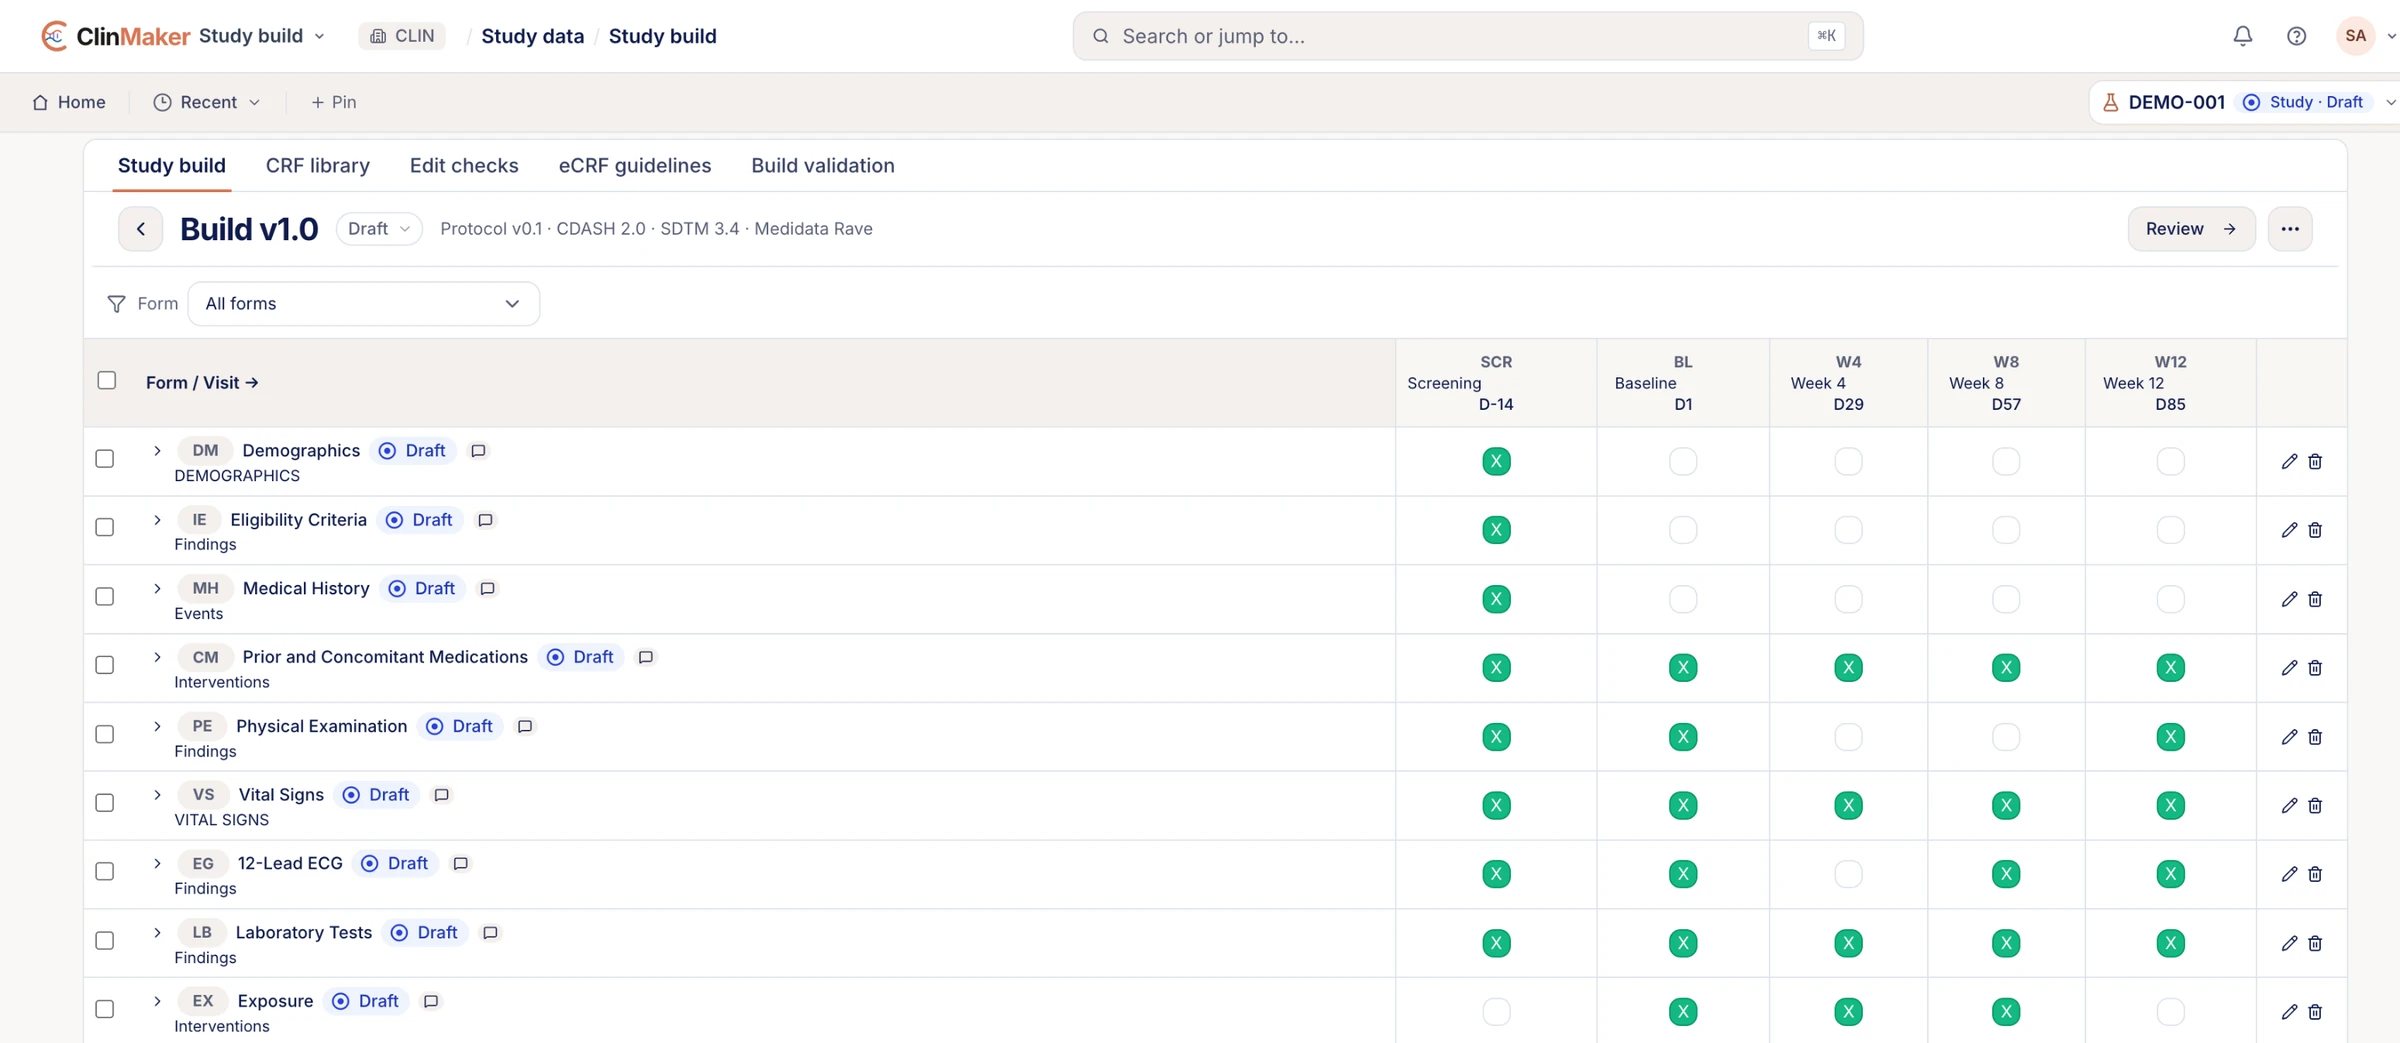 ClinMaker Study build CLIN / Study data / Study build Search or jump to... ⌘K SA
Home Recent + Pin DEMO-001 Study · Draft
Study build CRF library Edit checks eCRF guidelines Build validation
Build v1.0 Draft Protocol v0.1 · CDASH 2.0 · SDTM 3.4 · Medidata Rave Review →
Form All forms
SCR BL W4 W8 W12
Form / Visit → Screening Baseline Week 4 Week 8 Week 12
D-14 D1 D29 D57 D85
DM Demographics Draft
DEMOGRAPHICS
X
IE Eligibility Criteria Draft
Findings
X
MH Medical History Draft
Events
X
CM Prior and Concomitant Medications Draft
Interventions
X X X X X
PE Physical Examination Draft
Findings
X X X
VS Vital Signs Draft
VITAL SIGNS
X X X X X
EG 12-Lead ECG Draft
Findings
X X X X
LB Laboratory Tests Draft
Findings
X X X X X
EX Exposure Draft
Interventions
X X X